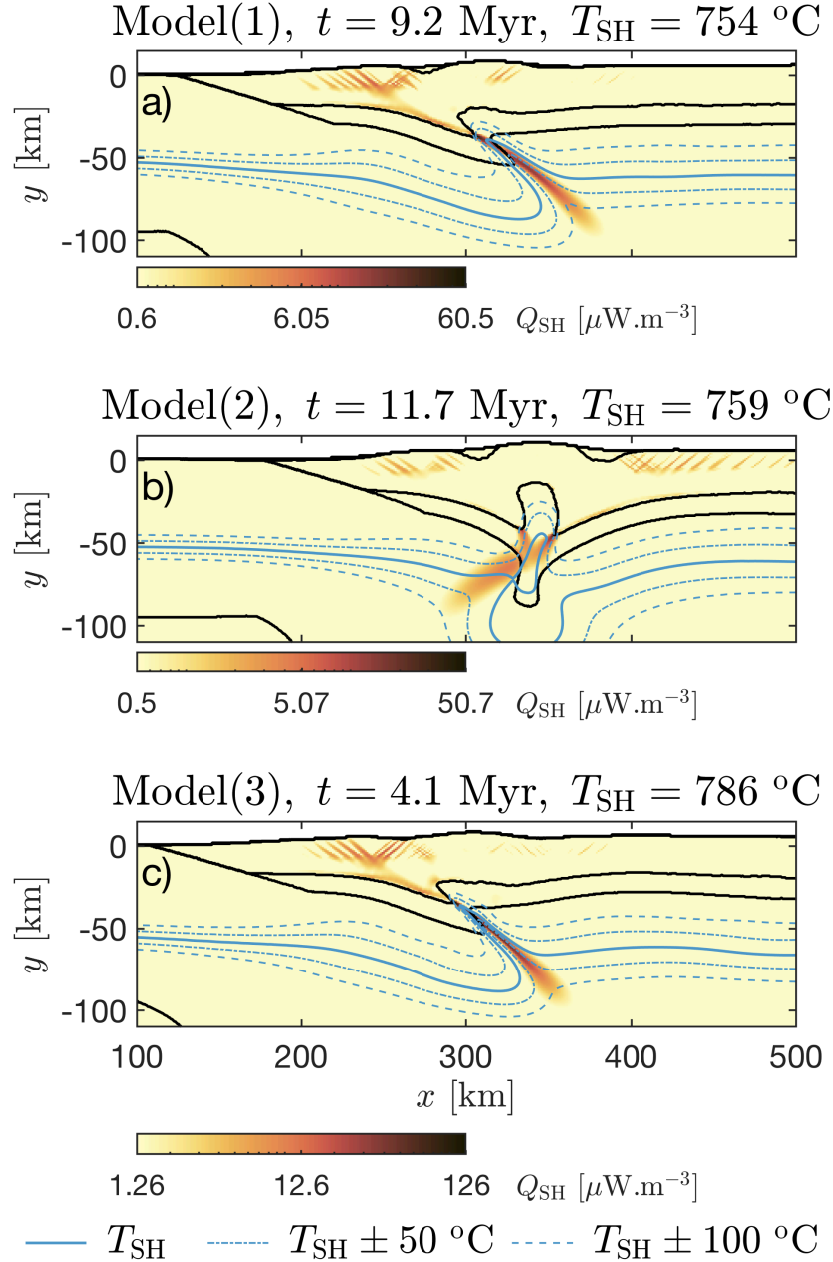 Model(1), t = 9.2 Myr, T_SH = 754 °C
0
a)
-50
y [km]
-100
0.6 6.05 60.5 Q_SH [μW.m⁻³]
Model(2), t = 11.7 Myr, T_SH = 759 °C
0
b)
-50
y [km]
-100
0.5 5.07 50.7 Q_SH [μW.m⁻³]
Model(3), t = 4.1 Myr, T_SH = 786 °C
0
c)
-50
y [km]
-100
100 200 300 400 500
x [km]
1.26 12.6 126 Q_SH [μW.m⁻³]
T_SH T_SH ± 50 °C T_SH ± 100 °C